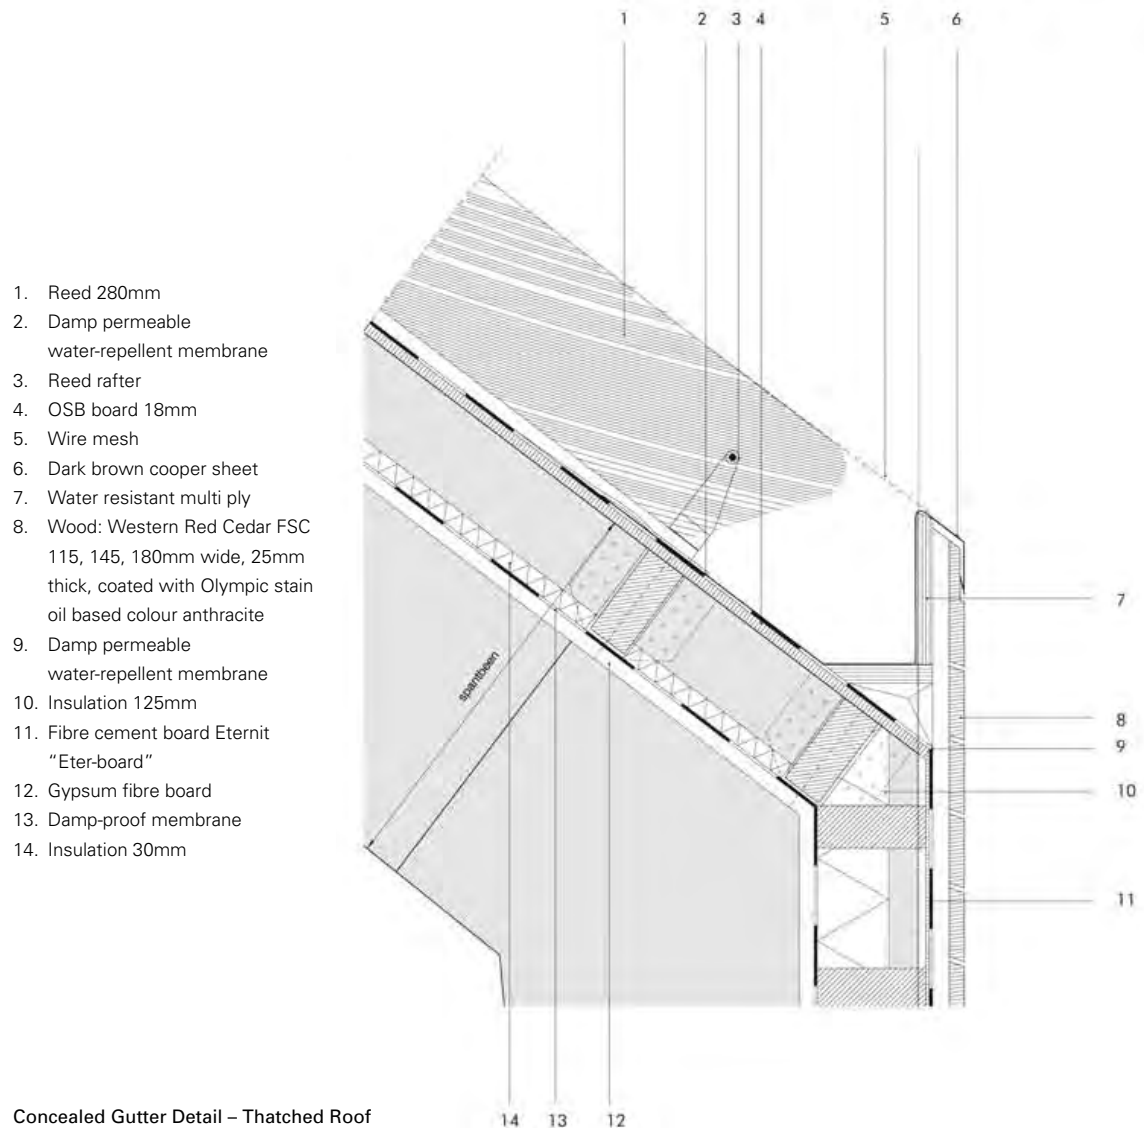 1 2 3 4 5 6
1. Reed 280mm
2. Damp permeable
water-repellent membrane
3. Reed rafter
4. OSB board 18mm
5. Wire mesh
6. Dark brown cooper sheet
7. Water resistant multi ply
8. Wood: Western Red Cedar FSC
115, 145, 180mm wide, 25mm
thick, coated with Olympic stain
oil based colour anthracite
9. Damp permeable
water-repellent membrane
10. Insulation 125mm
11. Fibre cement board Eternit
“Eter-board”
12. Gypsum fibre board
13. Damp-proof membrane
14. Insulation 30mm
spantbeen
7
8
9
10
11
Concealed Gutter Detail – Thatched Roof
14 13 12